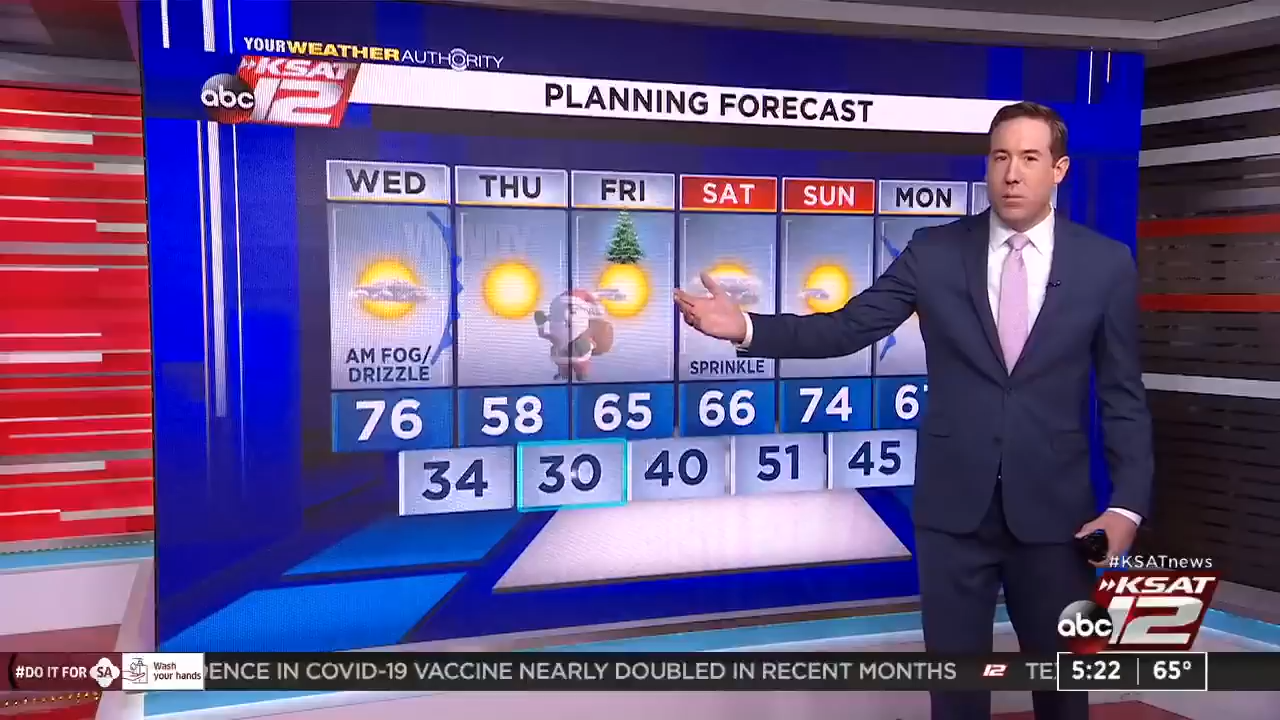 YOUR WEATHER AUTHORITY
KSAT
abc 12
PLANNING FORECAST
WED THU FRI SAT SUN MON
AM FOG/
DRIZZLE
SPRINKLE
76 58 65 66 74
34 30 40 51 45
#KSATnews
KSAT
abc 12
#DO IT FOR SA
Wash
your hands
DENCE IN COVID-19 VACCINE NEARLY DOUBLED IN RECENT MONTHS 12 TE
5:22 65°